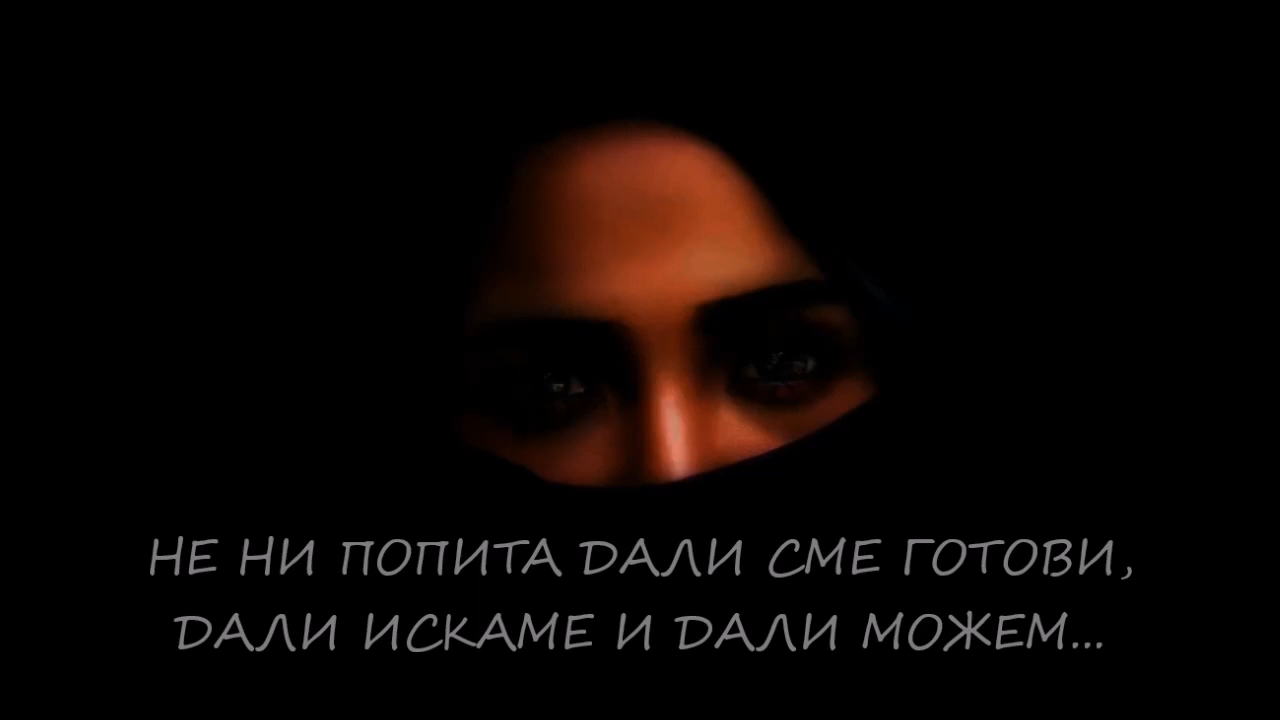 НЕ НИ ПОПИТА ДАЛИ СМЕ ГОТОВИ,
ДАЛИ ИСКАМЕ И ДАЛИ МОЖЕМ...